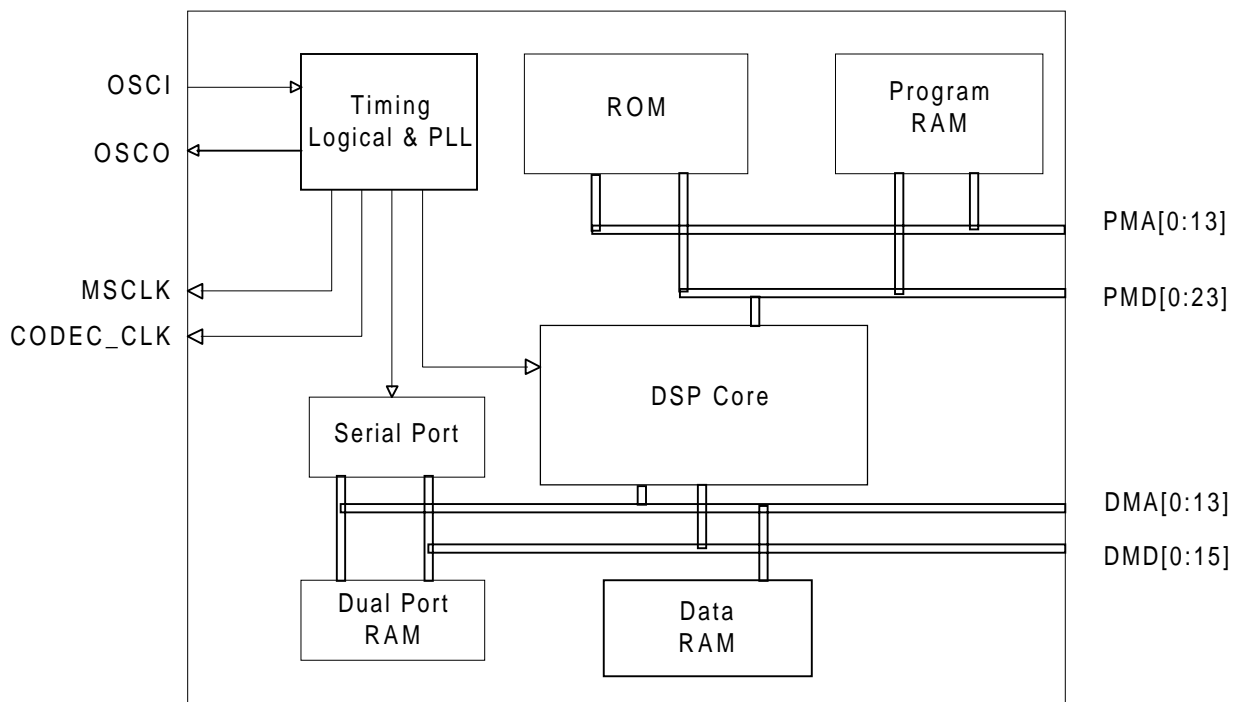 OSCI
OSCO
MSCLK
CODEC_CLK
Timing
Logical & PLL
ROM
Program
RAM
PMA[0:13]
PMD[0:23]
DSP Core
Serial Port
DMA[0:13]
DMD[0:15]
Dual Port
RAM
Data
RAM